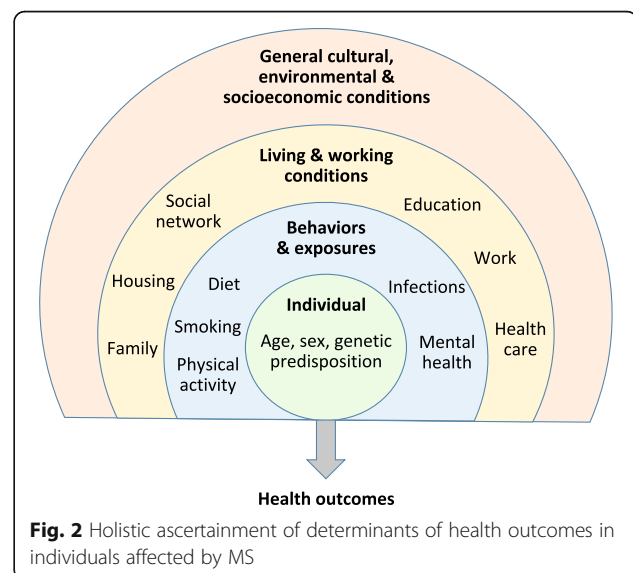 General cultural,
environmental &
socioeconomic conditions
Living & working
conditions
Social
network
Education
Behaviors
& exposures
Work
Housing
Diet
Infections
Individual
Smoking
Age, sex, genetic
predisposition
Family
Physical
activity
Mental
health
Health
care
Health outcomes
Fig. 2 Holistic ascertainment of determinants of health outcomes in
individuals affected by MS